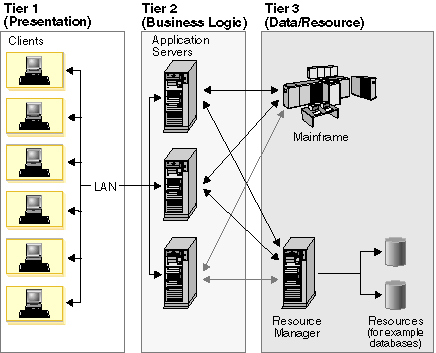 Tier 1
(Presentation)
Tier 2
(Business Logic)
Tier 3
(Data/Resource)
Clients
Application
Servers
LAN
Mainframe
Resource
Manager
Resources
(for example
databases)